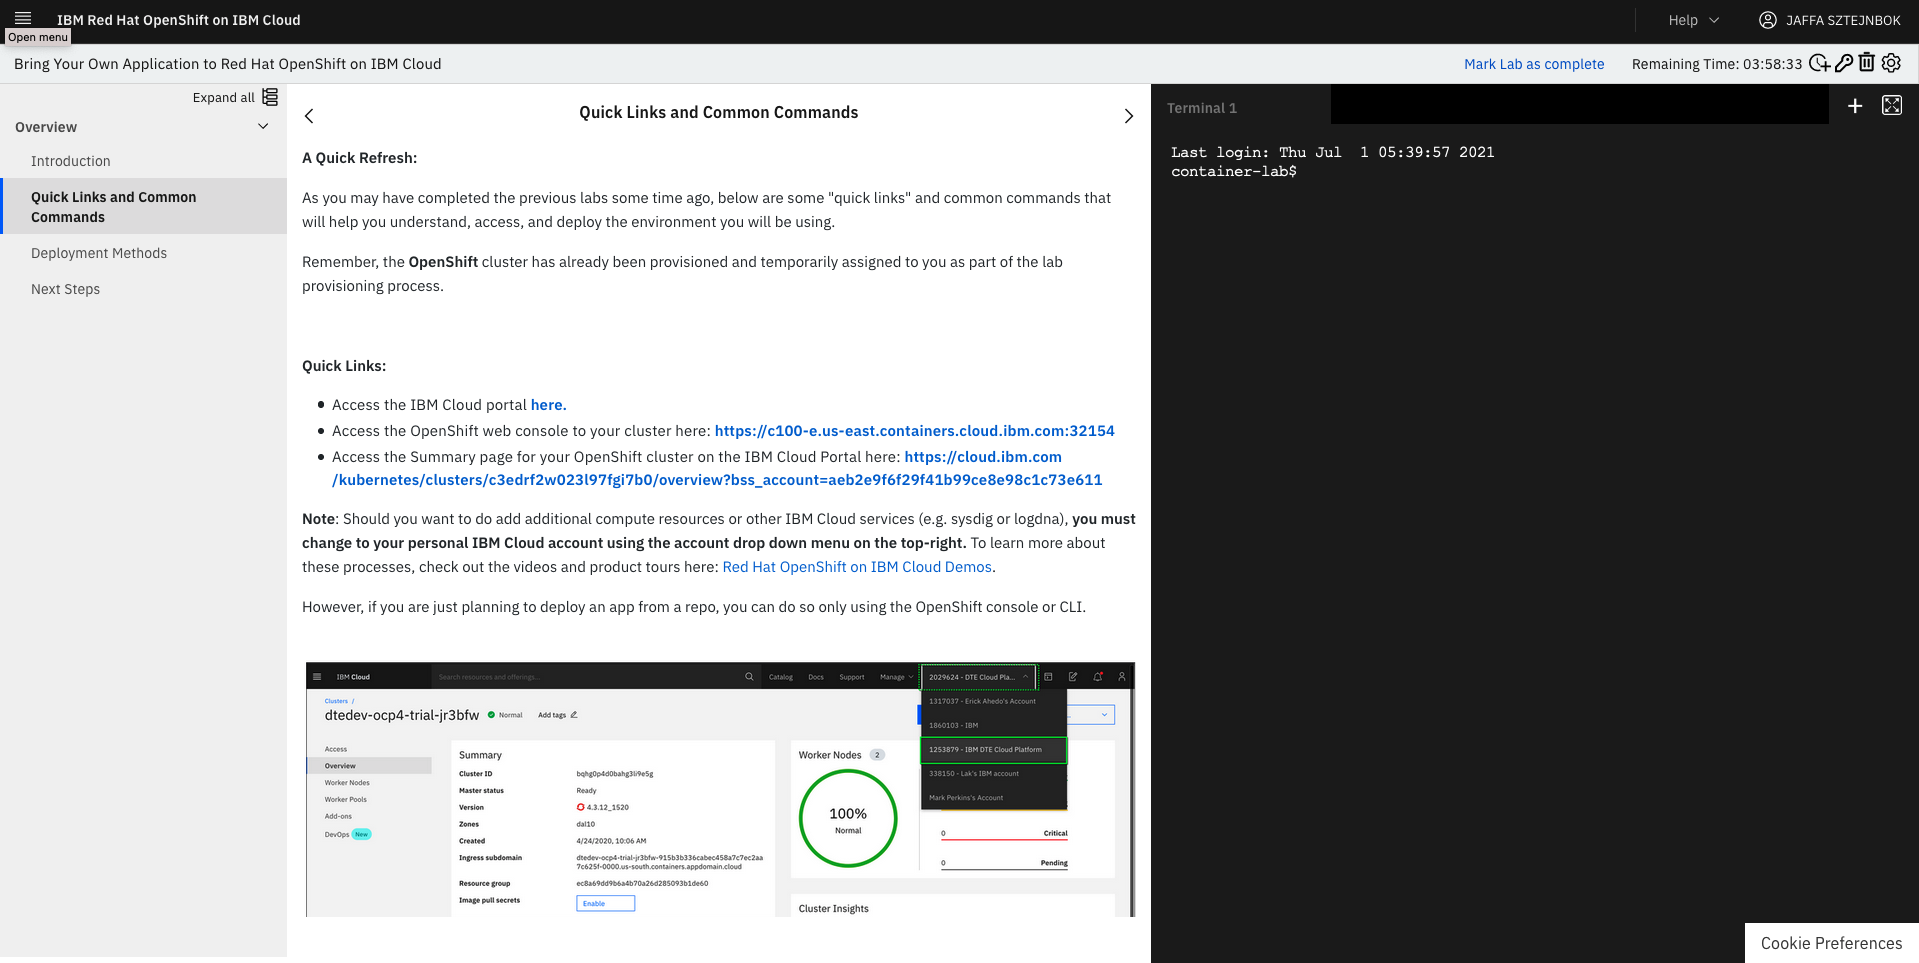 IBM Red Hat OpenShift on IBM Cloud
Help
JAFFA SZTEJNBOK
Open menu
Bring Your Own Application to Red Hat OpenShift on IBM Cloud
Mark Lab as complete
Remaining Time: 03:58:33
Expand all
Overview
Introduction
Quick Links and Common
Commands
Deployment Methods
Next Steps
Quick Links and Common Commands
A Quick Refresh:
As you may have completed the previous labs some time ago, below are some "quick links" and common commands that
will help you understand, access, and deploy the environment you will be using.
Remember, the OpenShift cluster has already been provisioned and temporarily assigned to you as part of the lab
provisioning process.
Quick Links:
Access the IBM Cloud portal here.
Access the OpenShift web console to your cluster here: https://c100-e.us-east.containers.cloud.ibm.com:32154
Access the Summary page for your OpenShift cluster on the IBM Cloud Portal here: https://cloud.ibm.com
/kubernetes/clusters/c3edrf2w023l97fgi7b0/overview?bss_account=aeb2e9f6f29f41b99ce8e98c1c73e611
Note: Should you want to do add additional compute resources or other IBM Cloud services (e.g. sysdig or logdna), you must
change to your personal IBM Cloud account using the account drop down menu on the top-right. To learn more about
these processes, check out the videos and product tours here: Red Hat OpenShift on IBM Cloud Demos.
However, if you are just planning to deploy an app from a repo, you can do so only using the OpenShift console or CLI.
IBM Cloud
Search resources and offerings...
Catalog
Docs
Support
Manage
2029624 - DTE Cloud Pla...
1317037 - Erick Ahedo's Account
1860103 - IBM
1253879 - IBM DTE Cloud Platform
338150 - Lak's IBM account
Mark Perkins's Account
Clusters /
dtedev-ocp4-trial-jr3bfw
Normal
Add tags
Access
Overview
Worker Nodes
Worker Pools
Add-ons
DevOps New
Summary
Cluster ID bqhg0p4d0bahg3li9e5g
Master status Ready
Version 4.3.12_1520
Zones dal10
Created 4/24/2020, 10:06 AM
Ingress subdomain dtedev-ocp4-trial-jr3bfw-915b3b336cabec458a7c7ec2aa
7c625f-0000.us-south.containers.appdomain.cloud
Resource group ec8a69dd9b6a4b70a26d285093b1de60
Image pull secrets Enable
Worker Nodes 2
100%
Normal
0 Critical
0 Pending
Cluster Insights
Terminal 1
Last login: Thu Jul  1 05:39:57 2021
container-lab$
Cookie Preferences